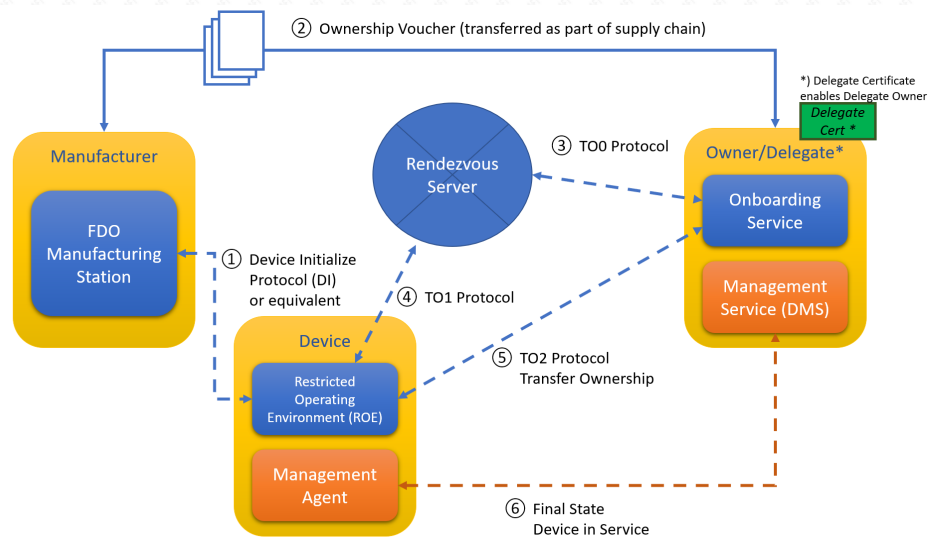 ② Ownership Voucher (transferred as part of supply chain)
*) Delegate Certificate
enables Delegate Owner
Delegate
Cert *
Manufacturer
FDO
Manufacturing
Station
Rendezvous
Server
③ TO0 Protocol
Owner/Delegate*
Onboarding
Service
Management
Service (DMS)
① Device Initialize
Protocol (DI)
or equivalent
④ TO1 Protocol
Device
Restricted
Operating
Environment (ROE)
Management
Agent
⑤ TO2 Protocol
Transfer Ownership
⑥ Final State
Device in Service